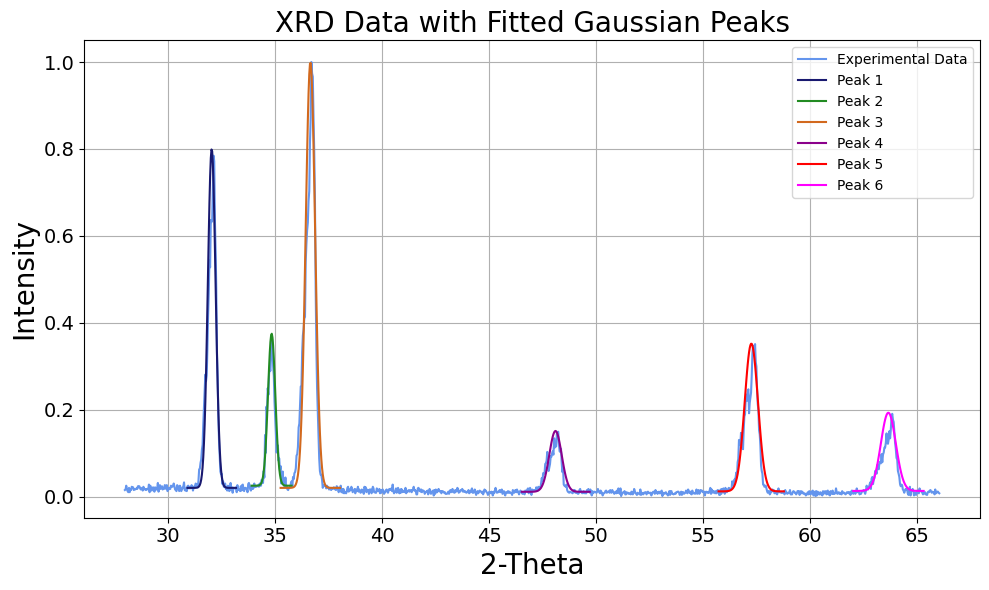 XRD Data with Fitted Gaussian Peaks
Experimental Data
Peak 1
Peak 2
Peak 3
Peak 4
Peak 5
Peak 6
1.0
0.8
0.6
0.4
0.2
0.0
Intensity
30 35 40 45 50 55 60 65
2-Theta